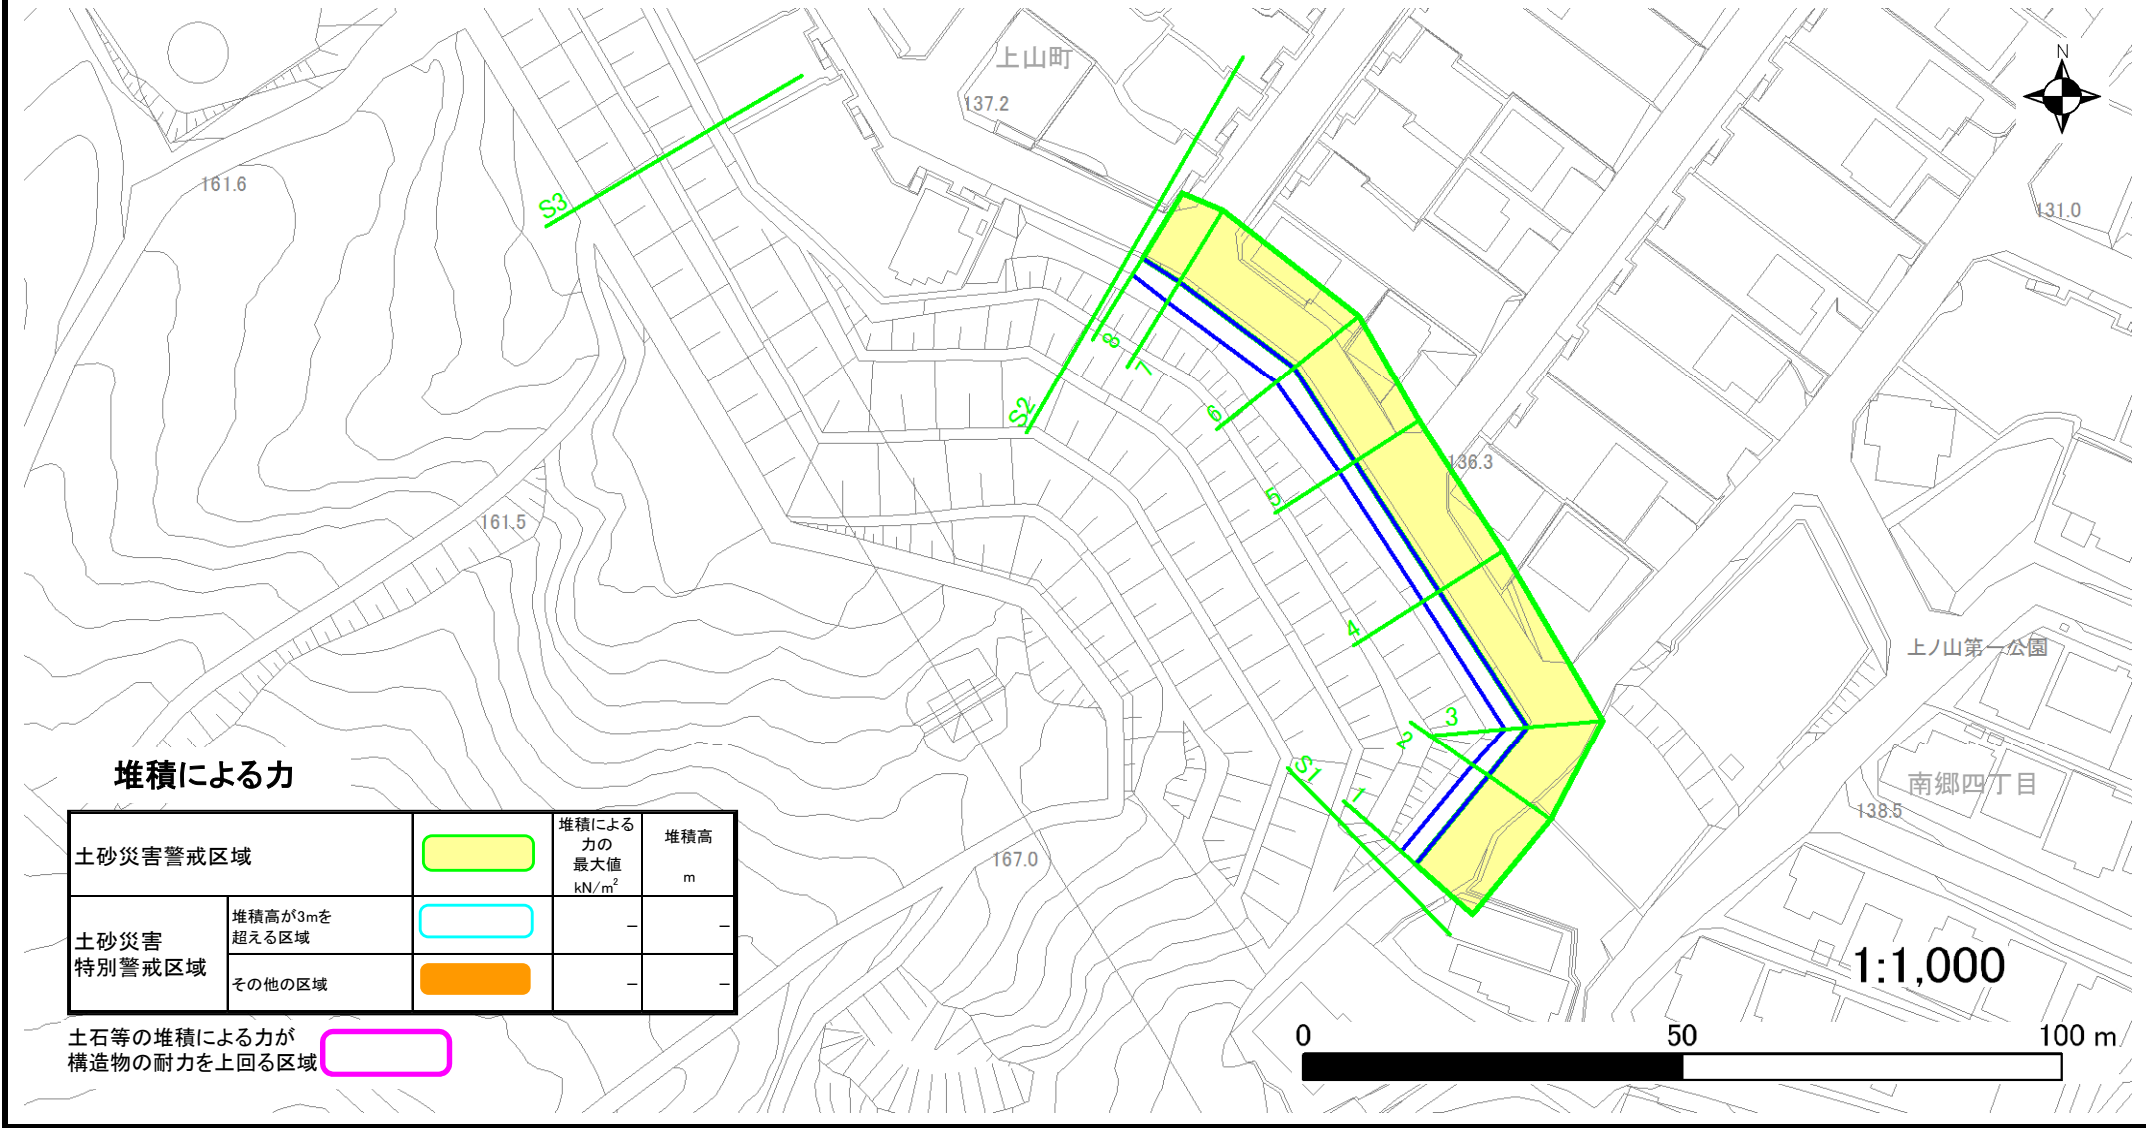 上山町
N
137.2
161.6
S3
131.0
8
7
S2
6
136.3
5
161.5
4
上ノ山第一公園
3
2
S1
1
南郷四丁目
138.5
167.0
堆積による力
土砂災害警戒区域
堆積による
力の
最大値
kN/m²
堆積高
m
土砂災害
特別警戒区域
堆積高が3mを
超える区域
–
–
その他の区域
–
–
土石等の堆積による力が
構造物の耐力を上回る区域
1:1,000
0
50
100 m